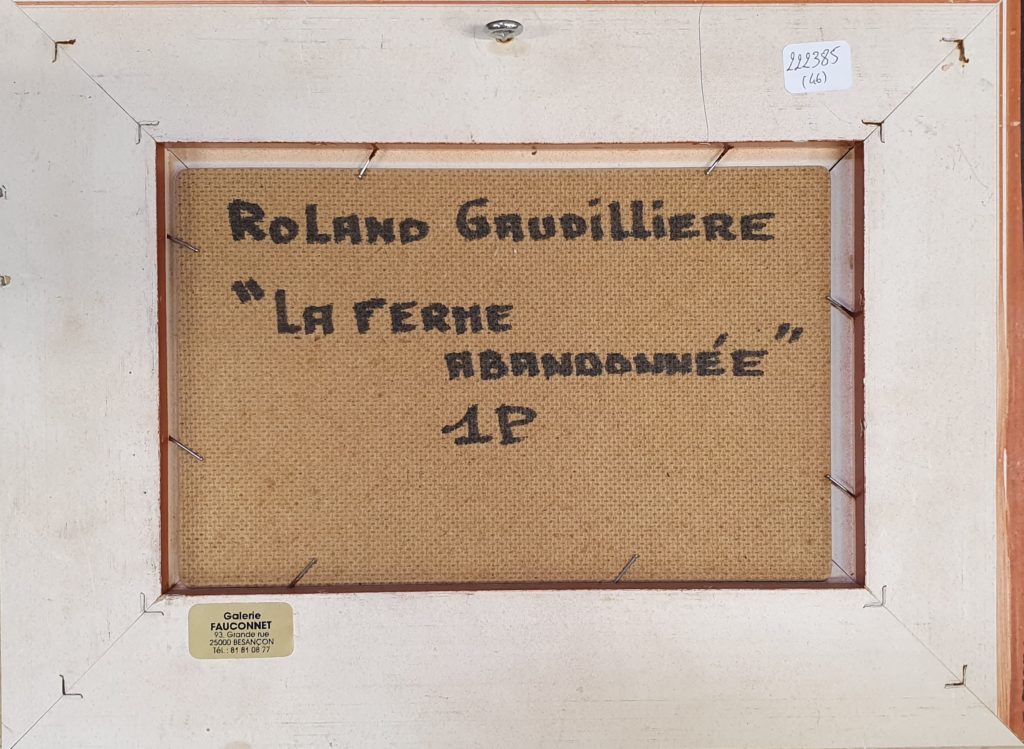 222385
(46)
Roland Gaudilliere
"La Ferme
abandonnée"
1P
Galerie
FAUCONNET
93, Grande rue
25000 BESANÇON
Tél. : 81 81 08 77